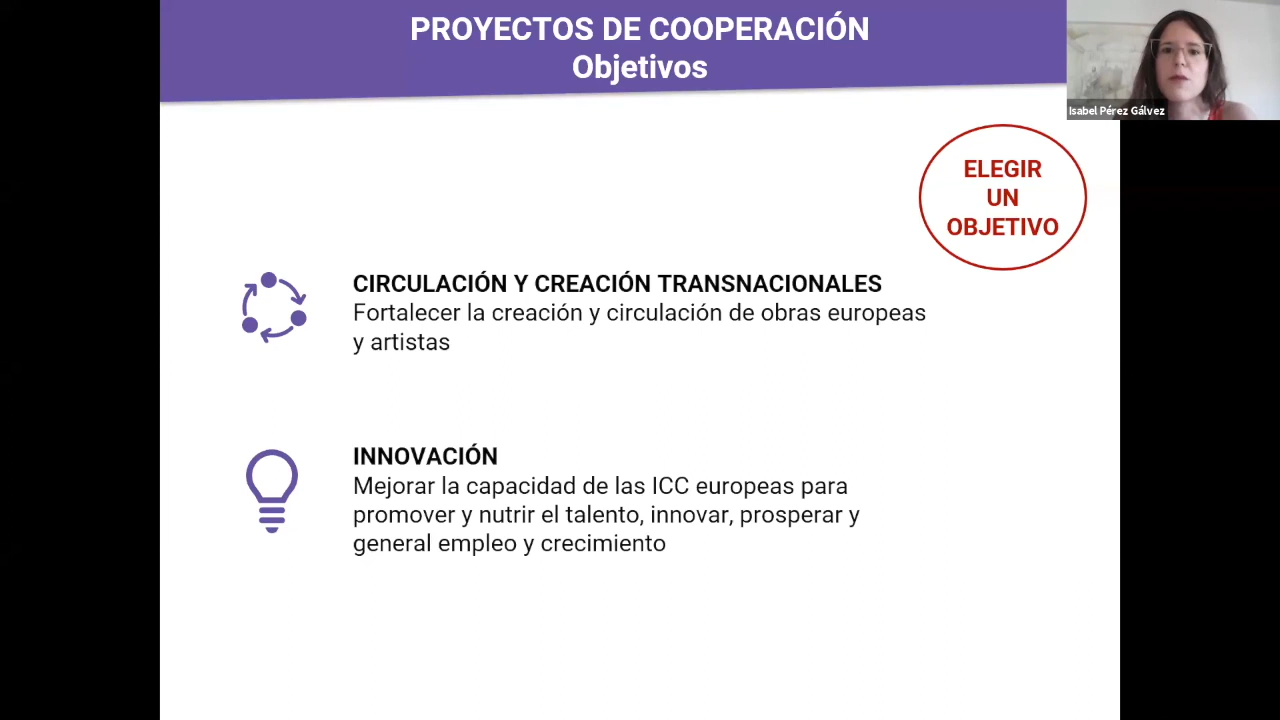 PROYECTOS DE COOPERACIÓN
Objetivos
Isabel Pérez Gálvez
ELEGIR
UN
OBJETIVO
CIRCULACIÓN Y CREACIÓN TRANSNACIONALES
Fortalecer la creación y circulación de obras europeas
y artistas
INNOVACIÓN
Mejorar la capacidad de las ICC europeas para
promover y nutrir el talento, innovar, prosperar y
general empleo y crecimiento